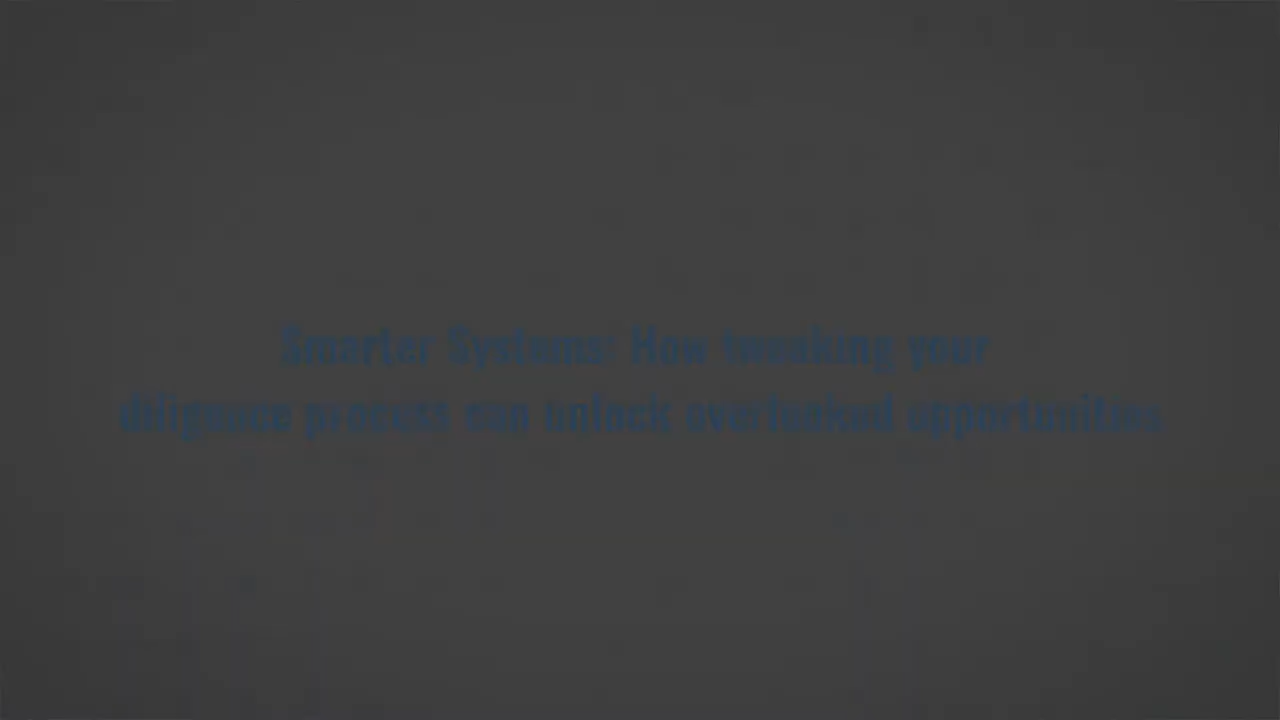 Smarter Systems: How tweaking your
diligence process can unlock overlooked opportunities